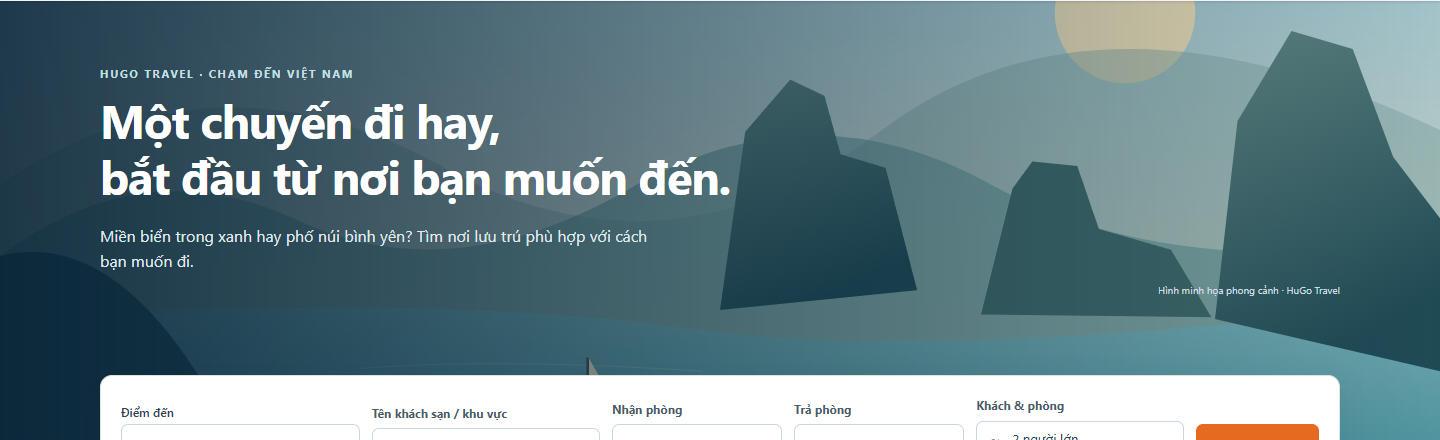 HUGO TRAVEL · CHẠM ĐẾN VIỆT NAM
Một chuyến đi hay,
bắt đầu từ nơi bạn muốn đến.
Miền biển trong xanh hay phố núi bình yên? Tìm nơi lưu trú phù hợp với cách
bạn muốn đi.
Hình minh họa phong cảnh · HuGo Travel
Điểm đến
Tên khách sạn / khu vực
Nhận phòng
Trả phòng
Khách & phòng
2 người lớn